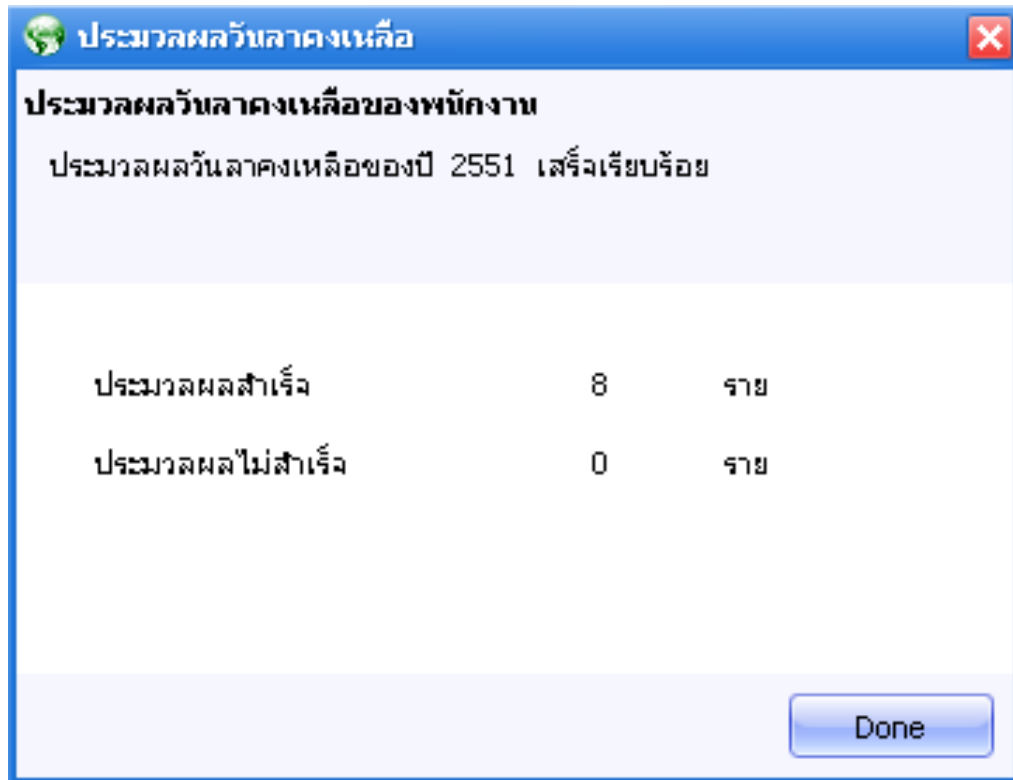 ประมวลผลวันลาคงเหลือ
ประมวลผลวันลาคงเหลือของพนักงาน
ประมวลผลวันลาคงเหลือของปี 2551 เสร็จเรียบร้อย
ประมวลผลสำเร็จ 8 ราย
ประมวลผลไม่สำเร็จ 0 ราย
Done